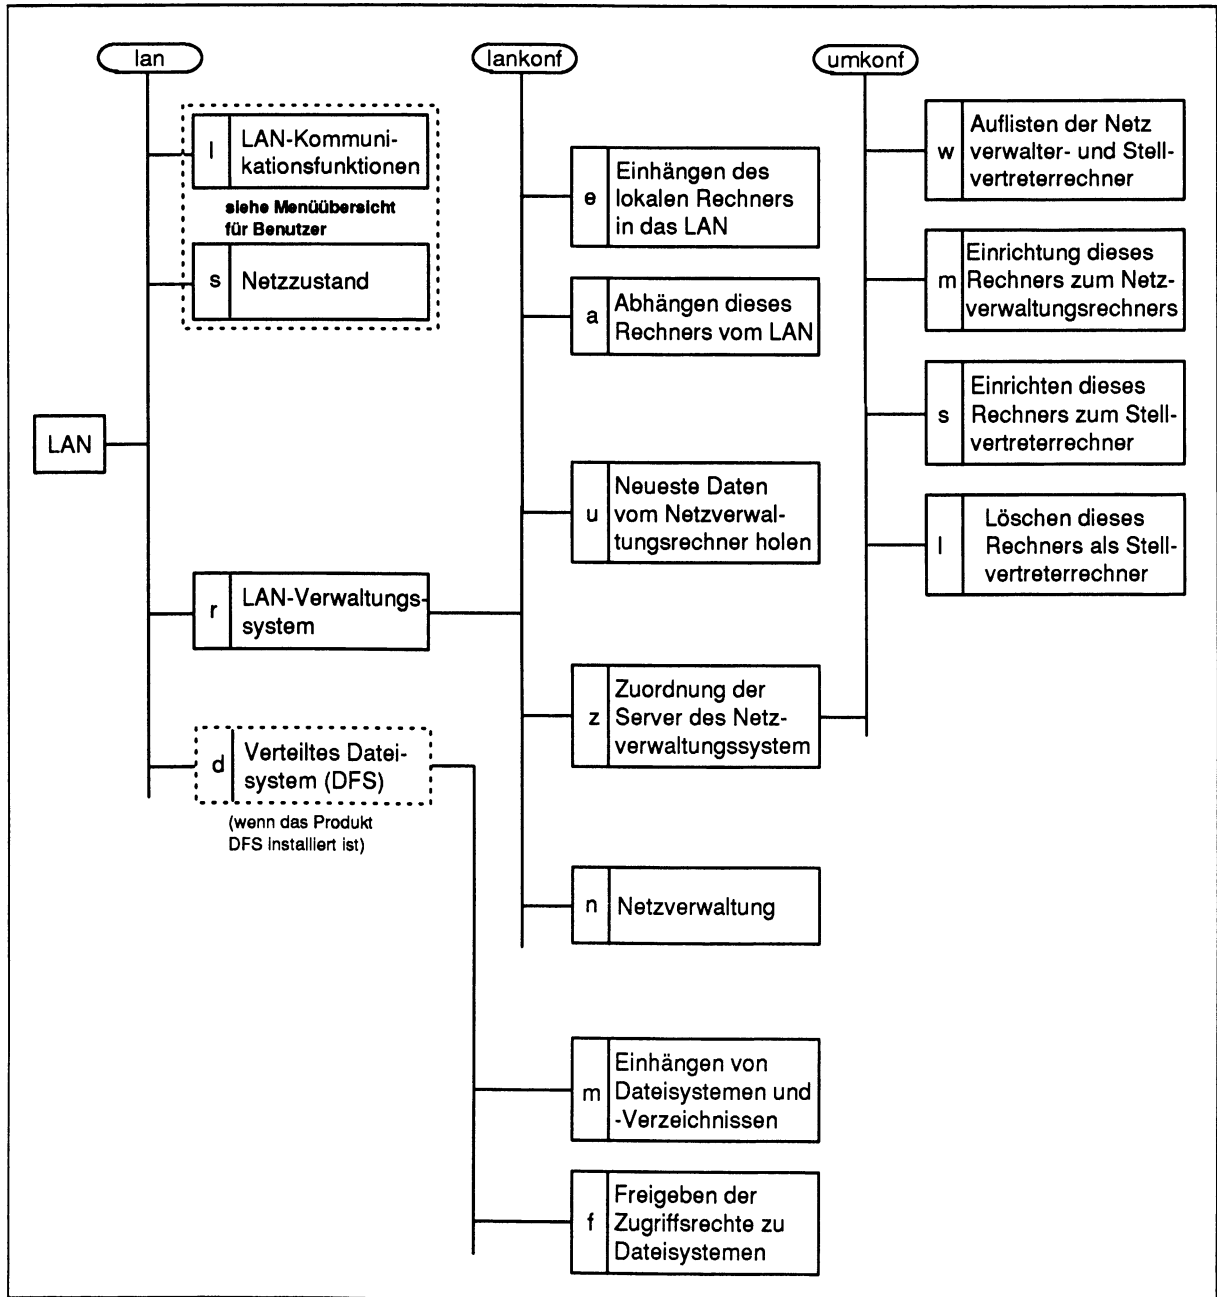 lan
l
LAN-Kommuni-
kationsfunktionen
siehe Menüübersicht
für Benutzer
s
Netzzustand
LAN
r
LAN-Verwaltungs-
system
d
Verteiltes Datei-
system (DFS)
(wenn das Produkt
DFS installiert ist)
lankonf
e
Einhängen des
lokalen Rechners
in das LAN
a
Abhängen dieses
Rechners vom LAN
u
Neueste Daten
vom Netzverwal-
tungsrechner holen
z
Zuordnung der
Server des Netz-
verwaltungssystem
n
Netzverwaltung
m
Einhängen von
Dateisystemen und
-Verzeichnissen
f
Freigeben der
Zugriffsrechte zu
Dateisystemen
umkonf
w
Auflisten der Netz
verwalter- und Stell-
vertreterrechner
m
Einrichtung dieses
Rechners zum Netz-
verwaltungsrechners
s
Einrichten dieses
Rechners zum Stell-
vertreterrechner
l
Löschen dieses
Rechners als Stell-
vertreterrechner